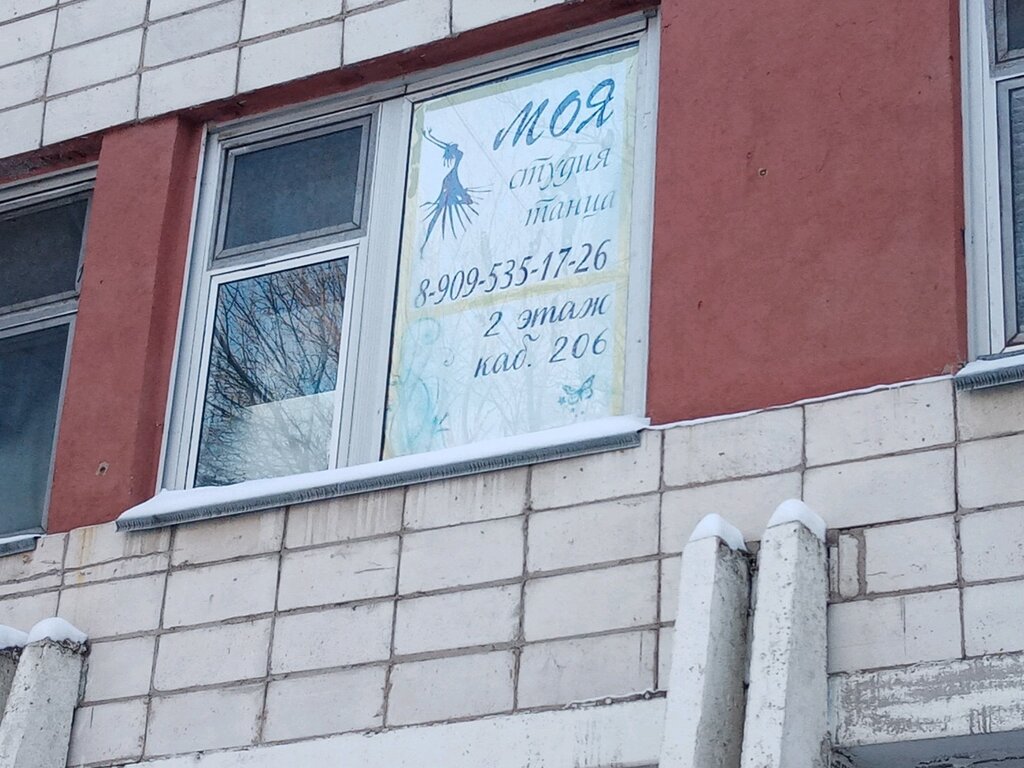 моя
студия
танца
8-909-535-17-26
2 этаж
каб. 206